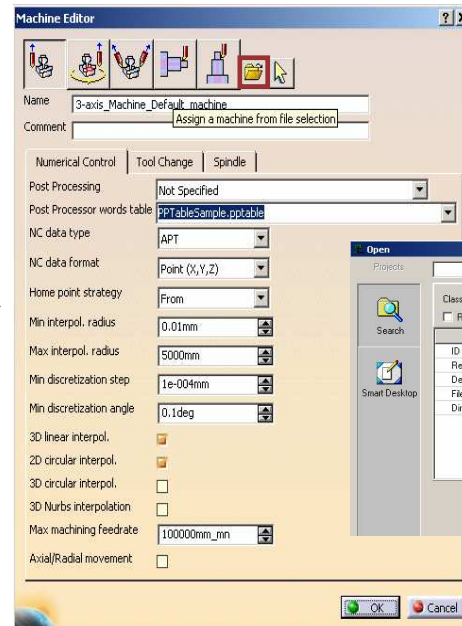 Machine Editor
?
Name 3-axis_Machine_Default_machine
Assign a machine from file selection
Comment
Numerical Control Tool Change Spindle
Post Processing Not Specified
Post Processor words table PPTableSample.pptable
NC data type APT
NC data format Point (X,Y,Z)
Home point strategy From
Min interpol. radius 0.01mm
Max interpol. radius 5000mm
Min discretization step 1e-004mm
Min discretization angle 0.1deg
3D linear interpol.
2D circular interpol.
3D circular interpol.
3D Nurbs interpolation
Max machining feedrate 100000mm_mn
Axial/Radial movement
Open
Projects
Search
Smart Desktop
Class
R
ID
Re
De
File
Dir
OK Cancel